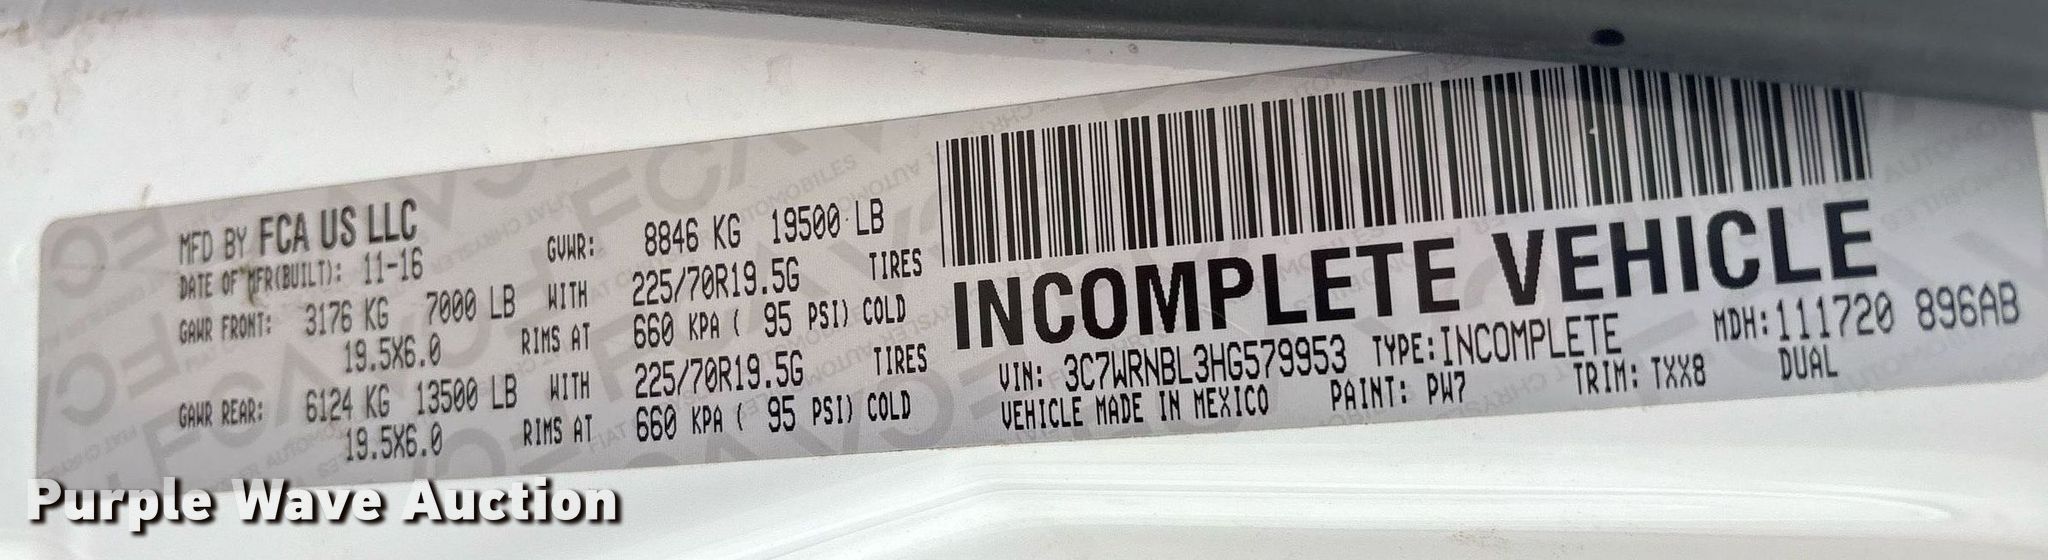 MFD BY FCA US LLC
DATE OF MFR(BUILT): 11-16
GVWR: 8846 KG 19500 LB
GAWR FRONT: 3176 KG 7000 LB WITH 225/70R19.5G TIRES
19.5X6.0 RIMS AT 660 KPA ( 95 PSI) COLD
GAWR REAR: 6124 KG 13500 LB WITH 225/70R19.5G TIRES
19.5X6.0 RIMS AT 660 KPA ( 95 PSI) COLD
INCOMPLETE VEHICLE
VIN: 3C7WRNBL3HG579953 TYPE: INCOMPLETE MDH: 111720 896AB
VEHICLE MADE IN MEXICO PAINT: PW7 TRIM: TXX8 DUAL
Purple Wave Auction